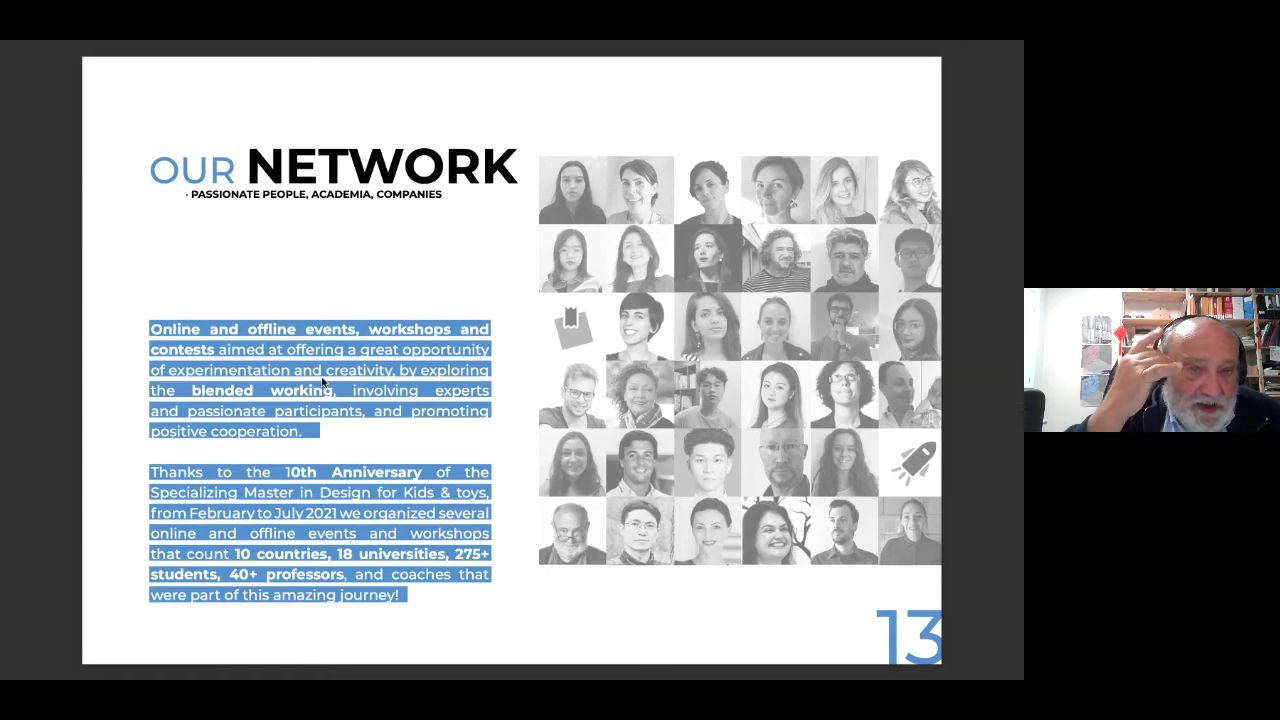 OUR NETWORK
· PASSIONATE PEOPLE, ACADEMIA, COMPANIES
Online and offline events, workshops and
contests aimed at offering a great opportunity
of experimentation and creativity, by exploring
the blended working, involving experts
and passionate participants, and promoting
positive cooperation.
Thanks to the 10th Anniversary of the
Specializing Master in Design for Kids & toys,
from February to July 2021 we organized several
online and offline events and workshops
that count 10 countries, 18 universities, 275+
students, 40+ professors, and coaches that
were part of this amazing journey!
13